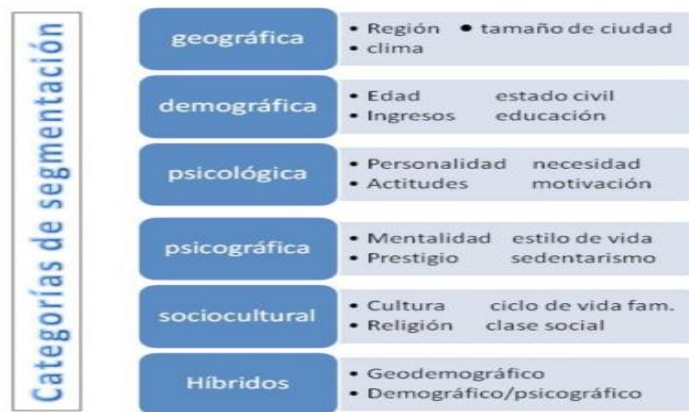 Categorías de segmentación
geográfica
• Región • tamaño de ciudad
• clima
demográfica
• Edad estado civil
• Ingresos educación
psicológica
• Personalidad necesidad
• Actitudes motivación
psicográfica
• Mentalidad estilo de vida
• Prestigio sedentarismo
sociocultural
• Cultura ciclo de vida fam.
• Religión clase social
Híbridos
• Geodemográfico
• Demográfico/psicográfico